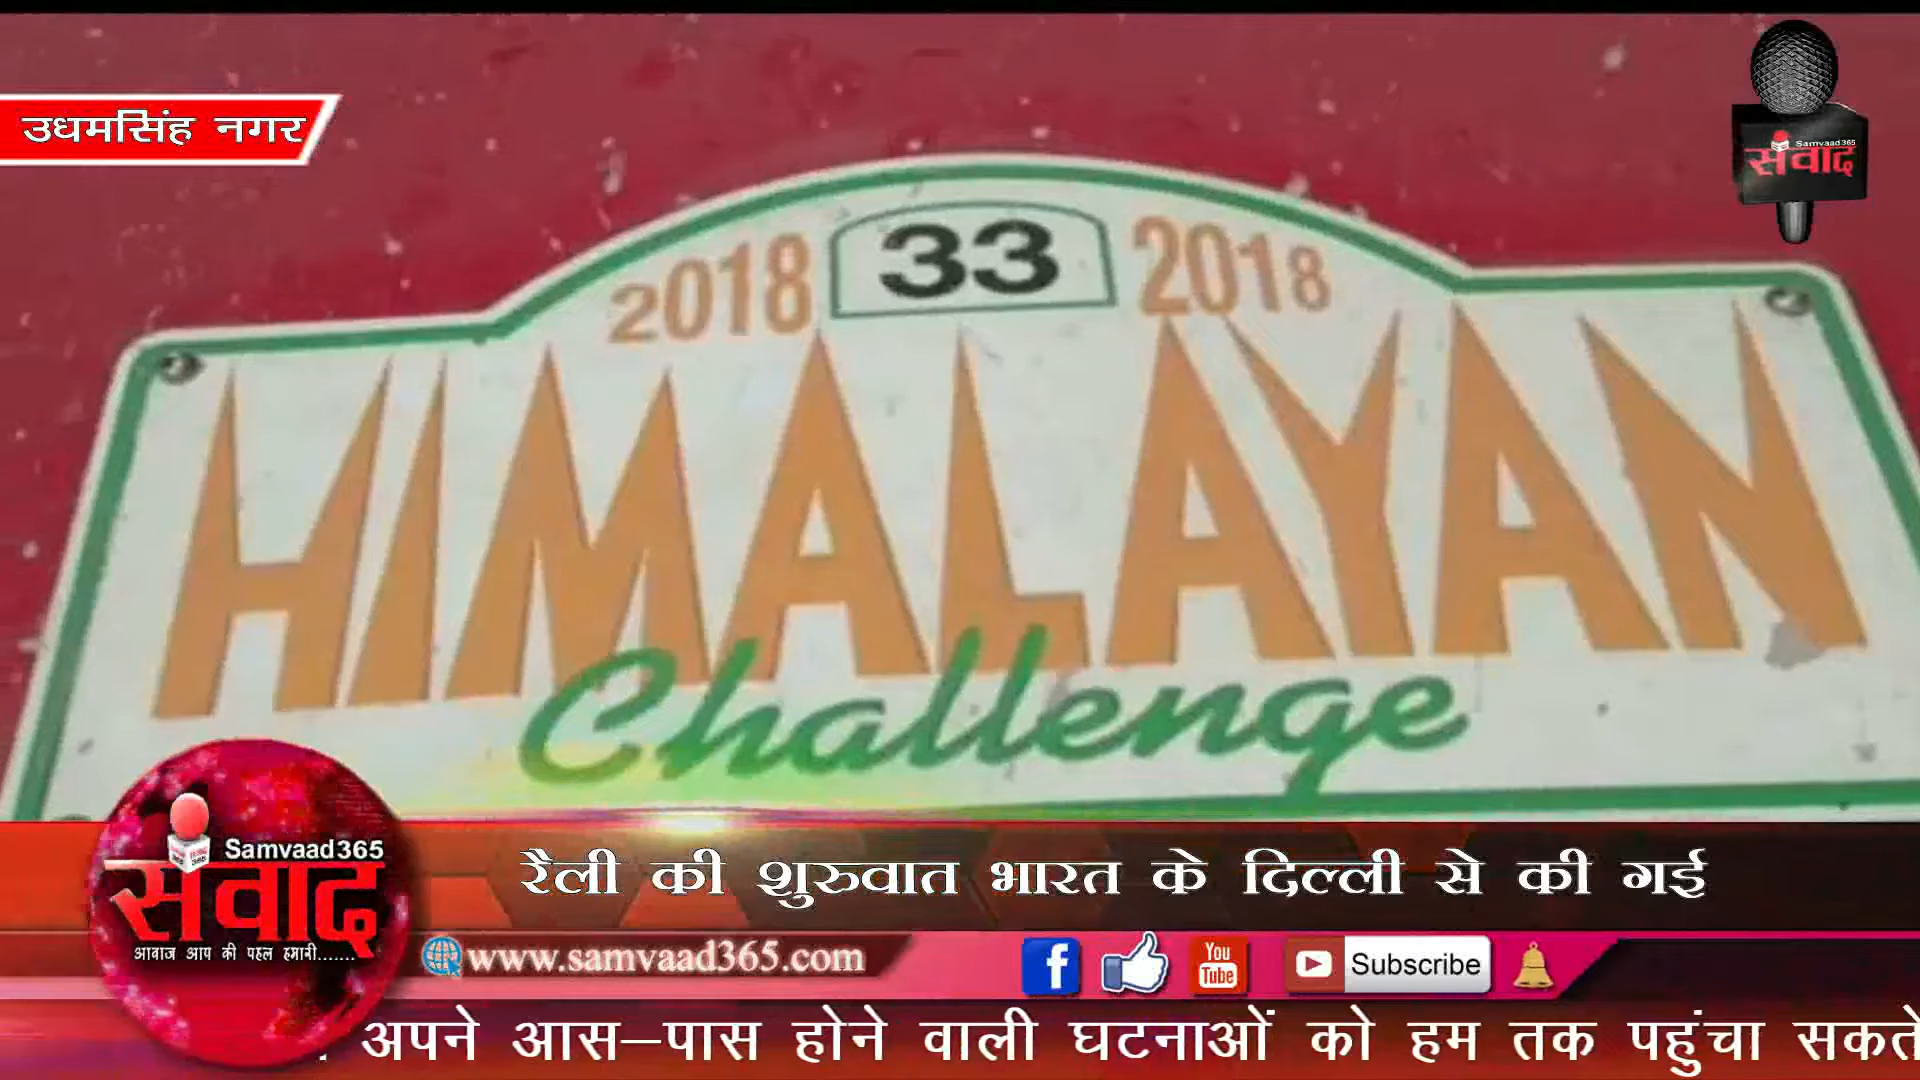 उधमसिंह नगर
Samvaad365
संवाद
2018 33 2018
HIMALAYAN
Challenge
Samvaad365
संवाद
आवाज आप की पहल हमारी.......
रैली की शुरुवात भारत के दिल्ली से की गई
www.samvaad365.com
f
You
Tube
Subscribe
अपने आस–पास होने वाली घटनाओं को हम तक पहुंचा सकते